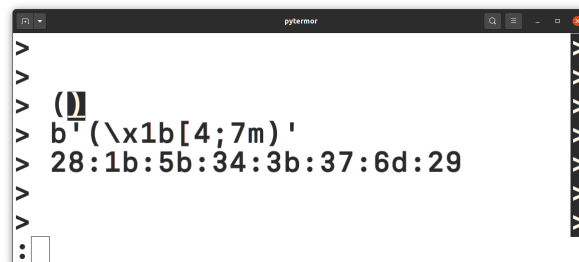 pytermor
>
>
> ()
> b'(\x1b[4;7m)'
> 28:1b:5b:34:3b:37:6d:29
>
>
: